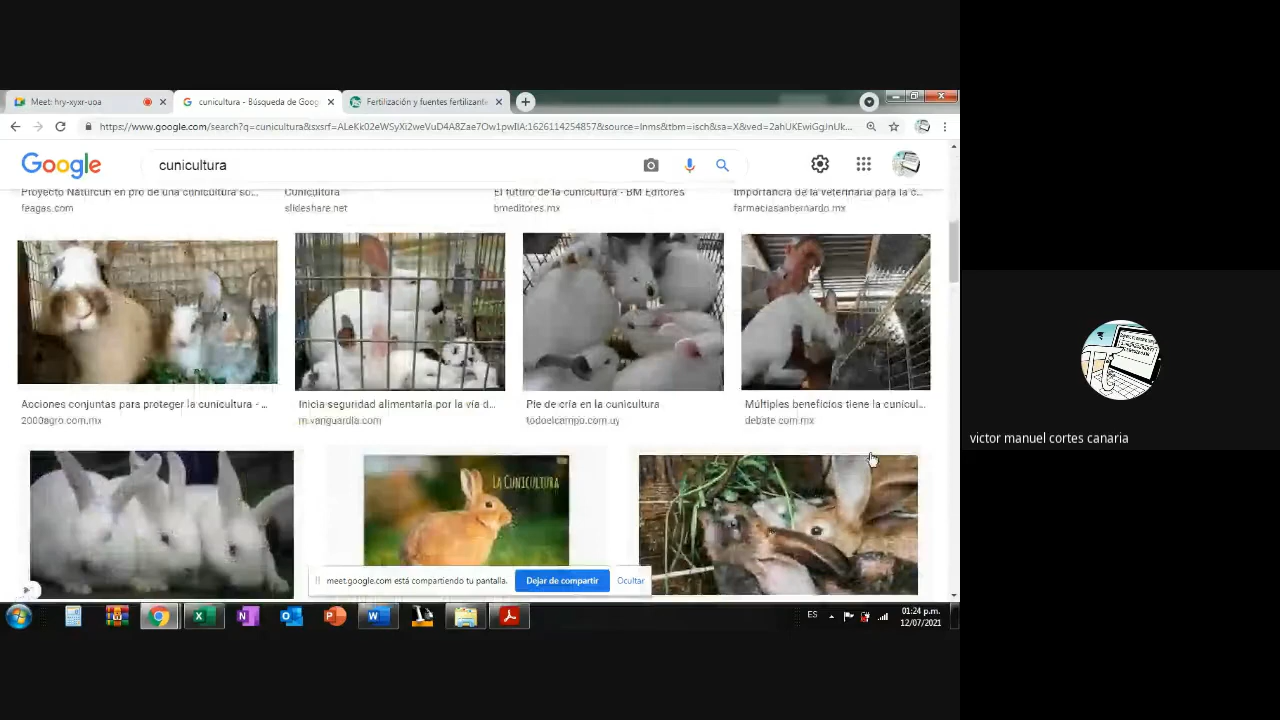 Meet: hry-xyxr-uoa
cunicultura - Búsqueda de Goog
Fertilización y fuentes fertilizante
https://www.google.com/search?q=cunicultura&sxsrf=ALeKk02eWSyXi2weVuD4A8Zae7Ow1pwIlA:1626114254857&source=lnms&tbm=isch&sa=X&ved=2ahUKEwiGgJnUk...
Google
cunicultura
Proyecto Naturcun en pro de una cunicultura so...
Cunicultura
El futuro de la cunicultura - BM Editores
Importancia de la veterinaria para la c...
feagas.com
slideshare.net
bmeditores.mx
farmaciasanbernardo.mx
Acciones conjuntas para proteger la cunicultura - ...
Inicia seguridad alimentaria por la vía d...
Pie de cría en la cunicultura
Múltiples beneficios tiene la cunicul...
2000agro.com.mx
m.vanguardia.com
todoelcampo.com.uy
debate.com.mx
LA CUNICULTURA
meet.google.com está compartiendo tu pantalla.
Dejar de compartir
Ocultar
ES
01:24 p.m.
12/07/2021
victor manuel cortes canaria